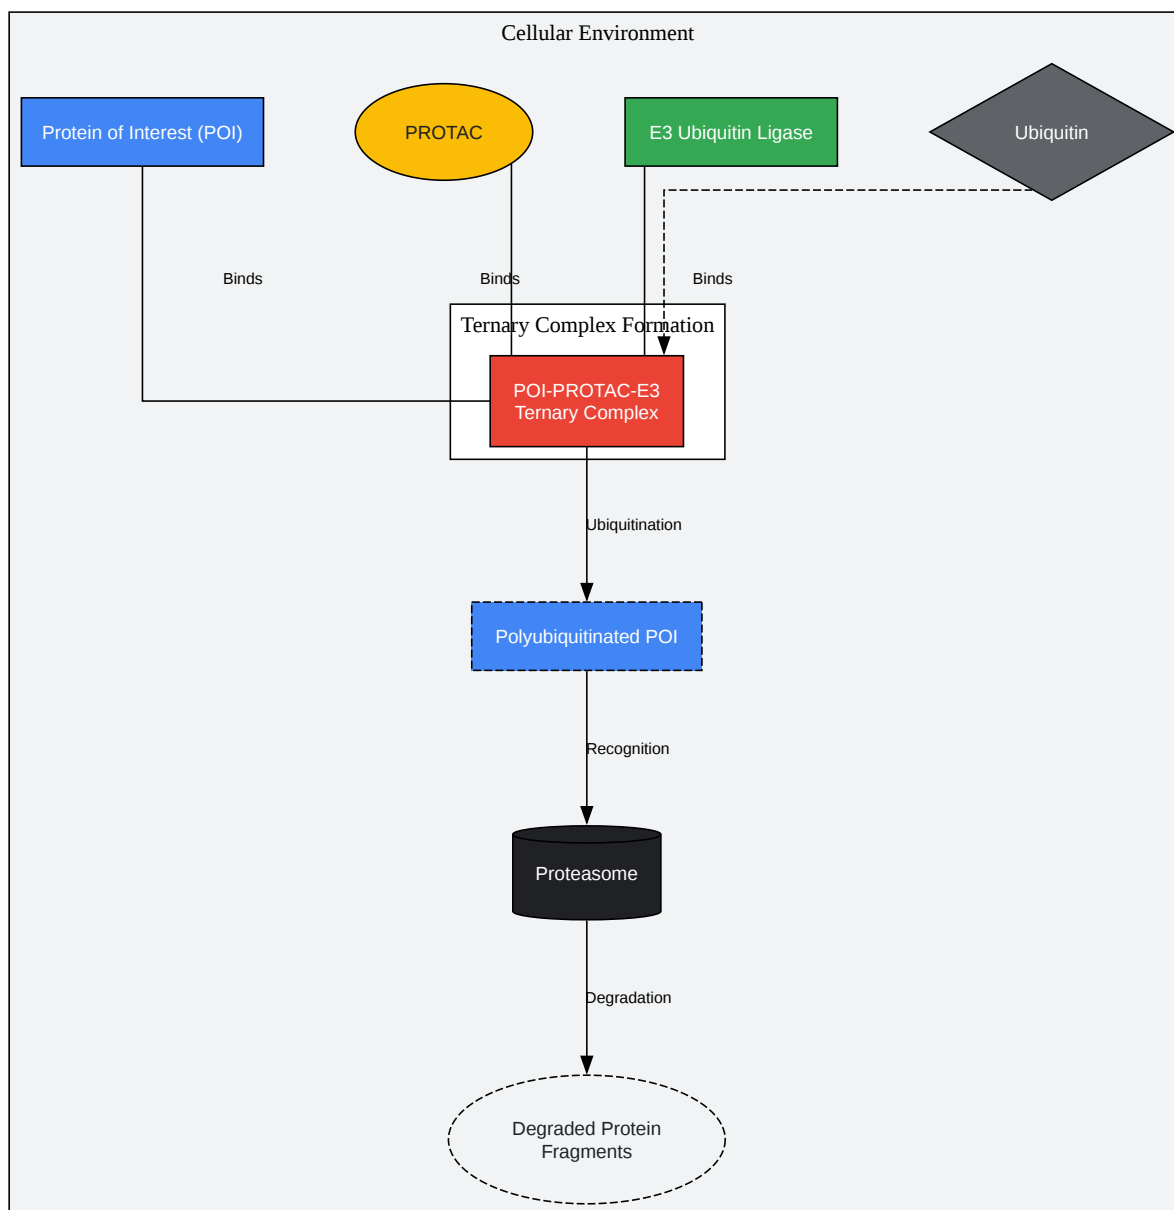 Cellular Environment
Protein of Interest (POI)
PROTAC
E3 Ubiquitin Ligase
Ubiquitin
Binds
Binds
Binds
Ternary Complex Formation
POI-PROTAC-E3
Ternary Complex
Ubiquitination
Polyubiquitinated POI
Recognition
Proteasome
Degradation
Degraded Protein
Fragments